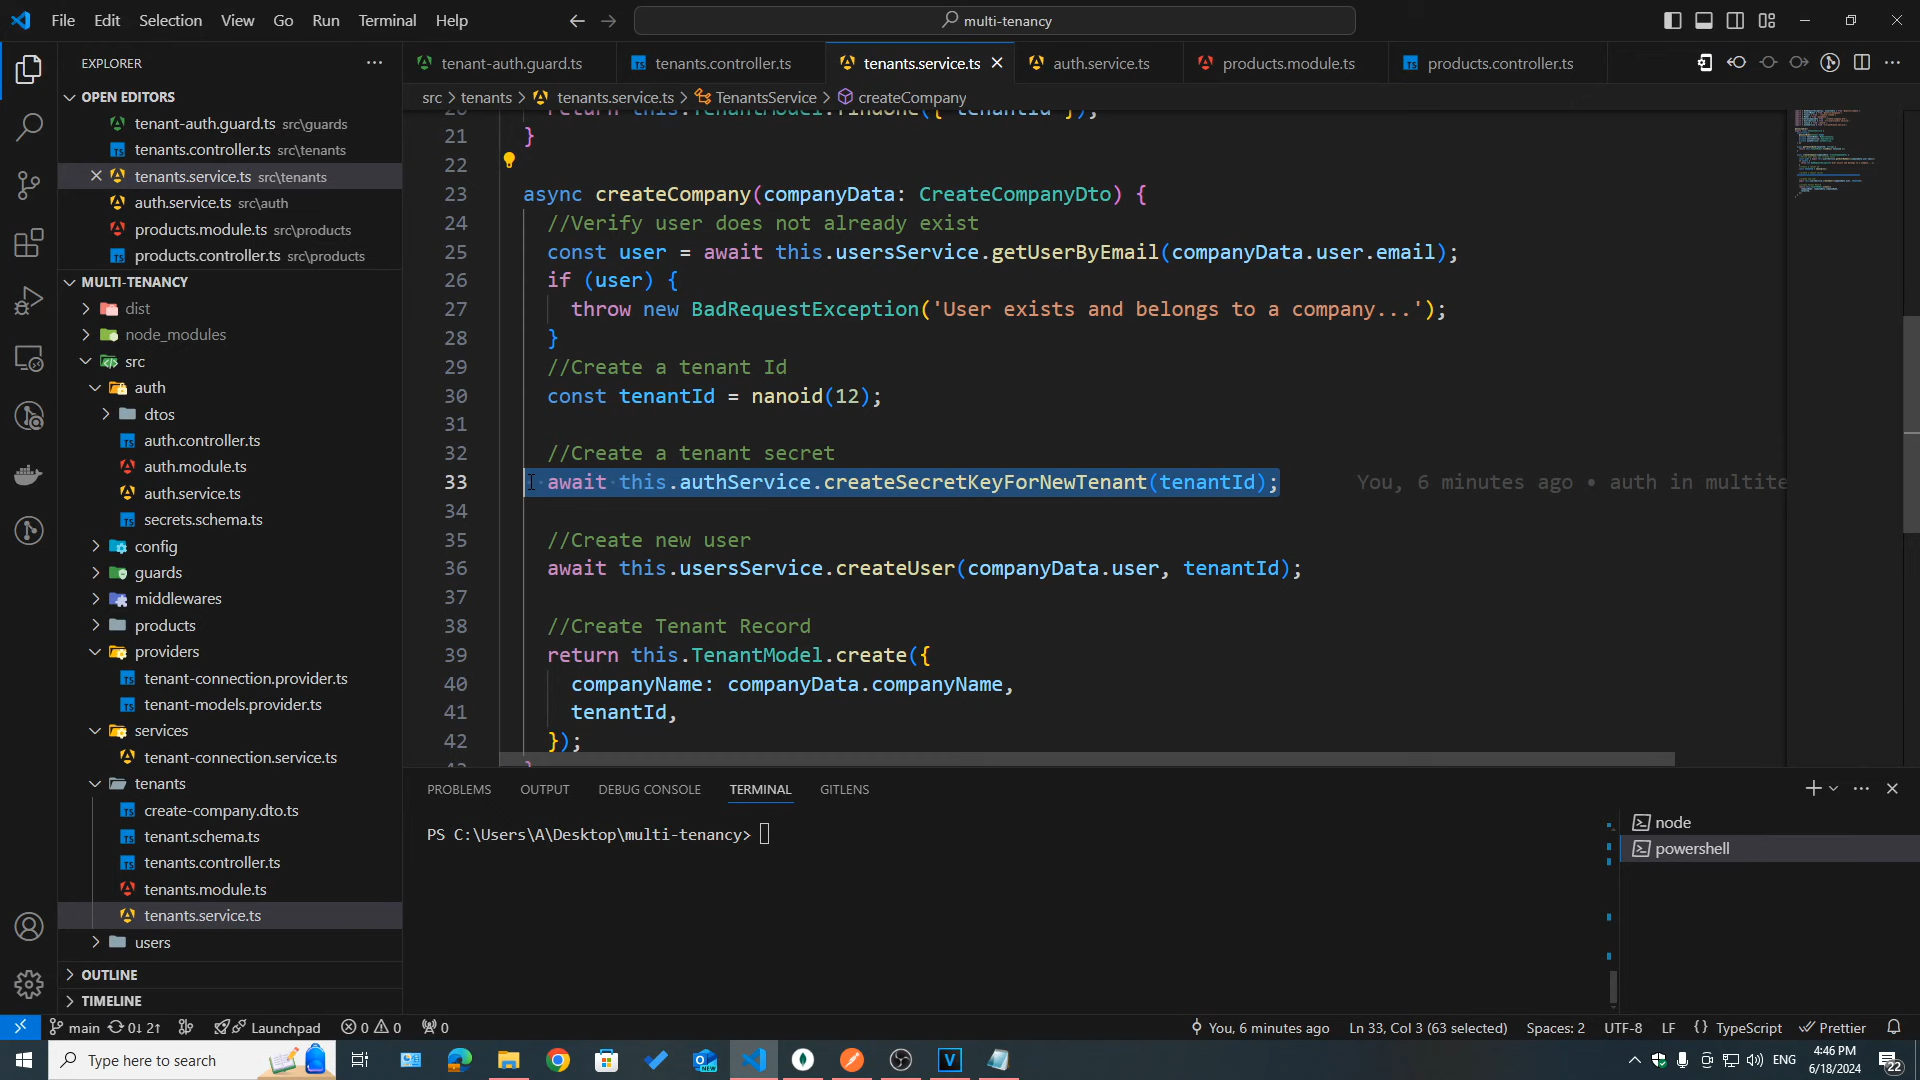 File Edit Selection View Go Run Terminal Help
multi-tenancy
EXPLORER
tenant-auth.guard.ts
tenants.controller.ts
tenants.service.ts
auth.service.ts
products.module.ts
products.controller.ts
src > tenants > tenants.service.ts > TenantsService > createCompany
OPEN EDITORS
tenant-auth.guard.ts src\guards
tenants.controller.ts src\tenants
tenants.service.ts src\tenants
auth.service.ts src\auth
products.module.ts src\products
products.controller.ts src\products
MULTI-TENANCY
dist
node_modules
src
auth
dtos
auth.controller.ts
auth.module.ts
auth.service.ts
secrets.schema.ts
config
guards
middlewares
products
providers
tenant-connection.provider.ts
tenant-models.provider.ts
services
tenant-connection.service.ts
tenants
create-company.dto.ts
tenant.schema.ts
tenants.controller.ts
tenants.module.ts
tenants.service.ts
users
OUTLINE
TIMELINE
20 return this.TenantModel.findOne({ tenantId });
21 }
22
23 async createCompany(companyData: CreateCompanyDto) {
24 //Verify user does not already exist
25 const user = await this.usersService.getUserByEmail(companyData.user.email);
26 if (user) {
27 throw new BadRequestException('User exists and belongs to a company...');
28 }
29 //Create a tenant Id
30 const tenantId = nanoid(12);
31
32 //Create a tenant secret
33 await this.authService.createSecretKeyForNewTenant(tenantId); You, 6 minutes ago • auth in multite
34
35 //Create new user
36 await this.usersService.createUser(companyData.user, tenantId);
37
38 //Create Tenant Record
39 return this.TenantModel.create({
40 companyName: companyData.companyName,
41 tenantId,
42 });
PROBLEMS OUTPUT DEBUG CONSOLE TERMINAL GITLENS
PS C:\Users\A\Desktop\multi-tenancy>
node
powershell
main 0↓ 2↑ Launchpad 0 0 0
You, 6 minutes ago Ln 33, Col 3 (63 selected) Spaces: 2 UTF-8 LF {} TypeScript Prettier
Type here to search
ENG
4:46 PM
6/18/2024
22